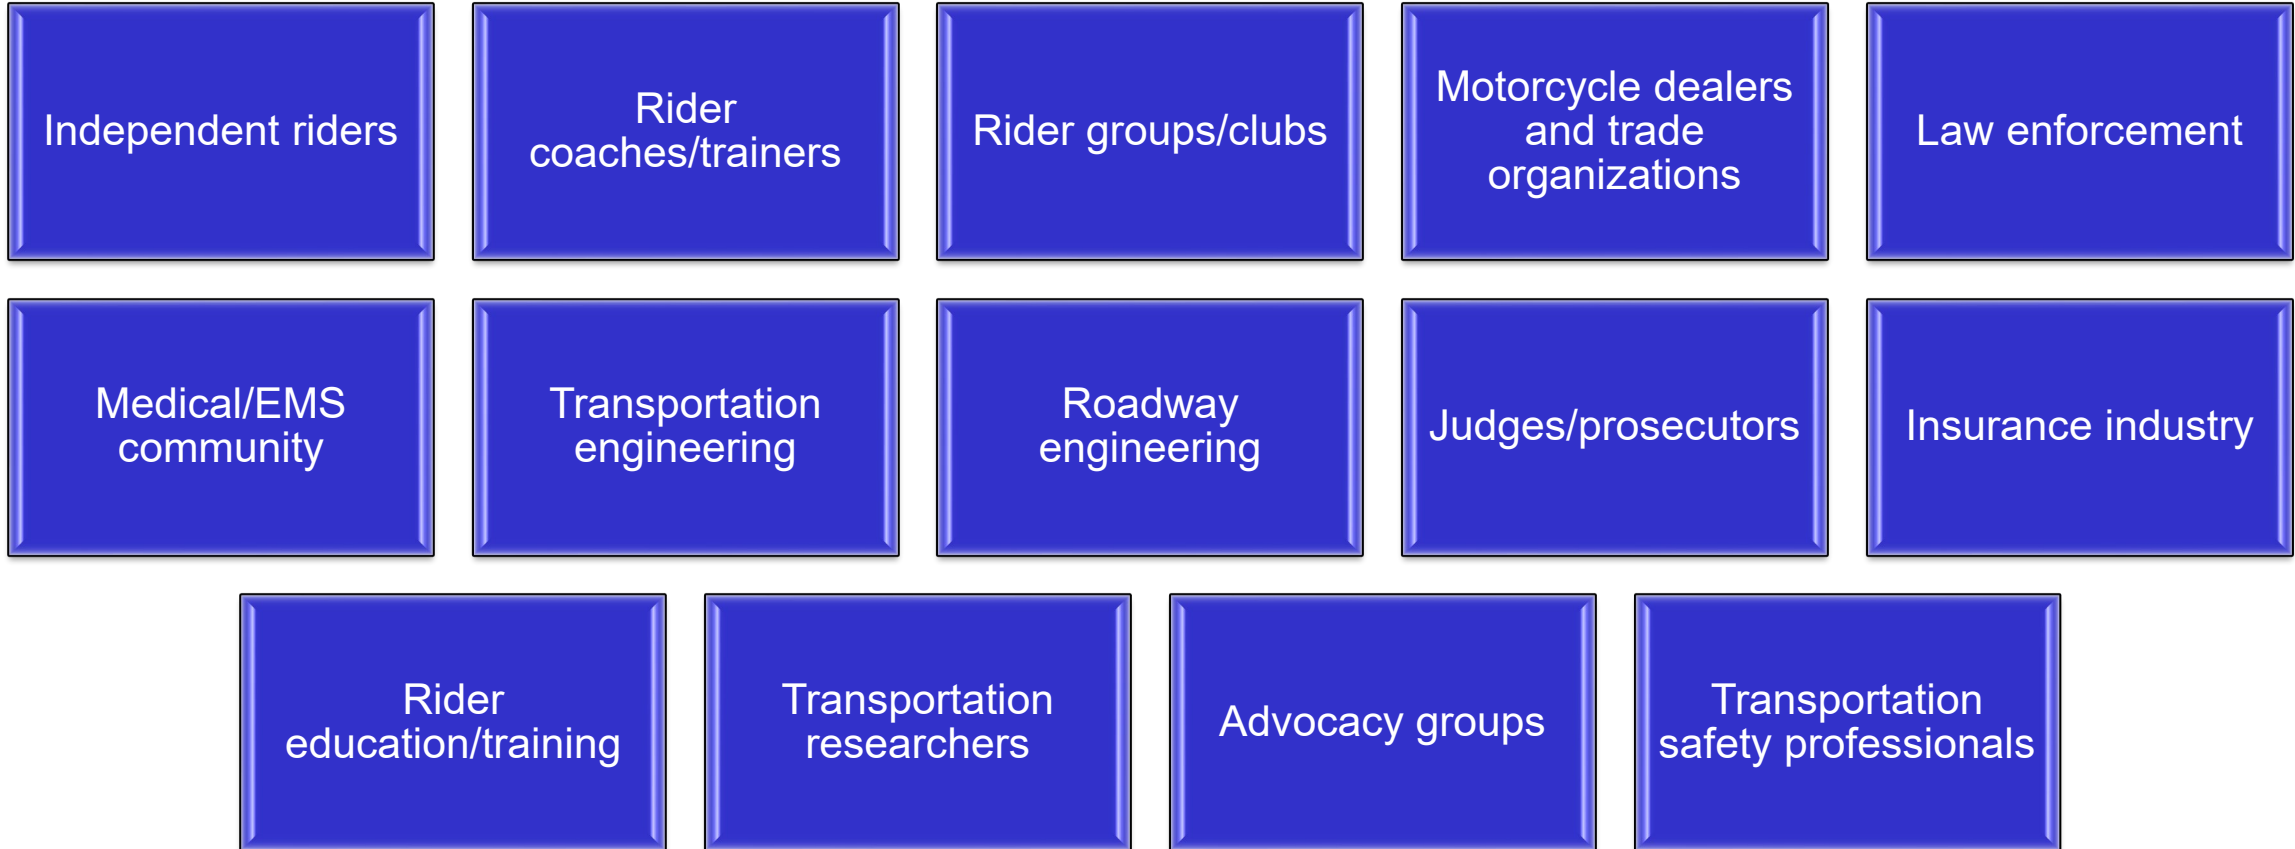 Independent riders
Rider
coaches/trainers
Rider groups/clubs
Motorcycle dealers
and trade
organizations
Law enforcement
Medical/EMS
community
Transportation
engineering
Roadway
engineering
Judges/prosecutors
Insurance industry
Rider
education/training
Transportation
researchers
Advocacy groups
Transportation
safety professionals